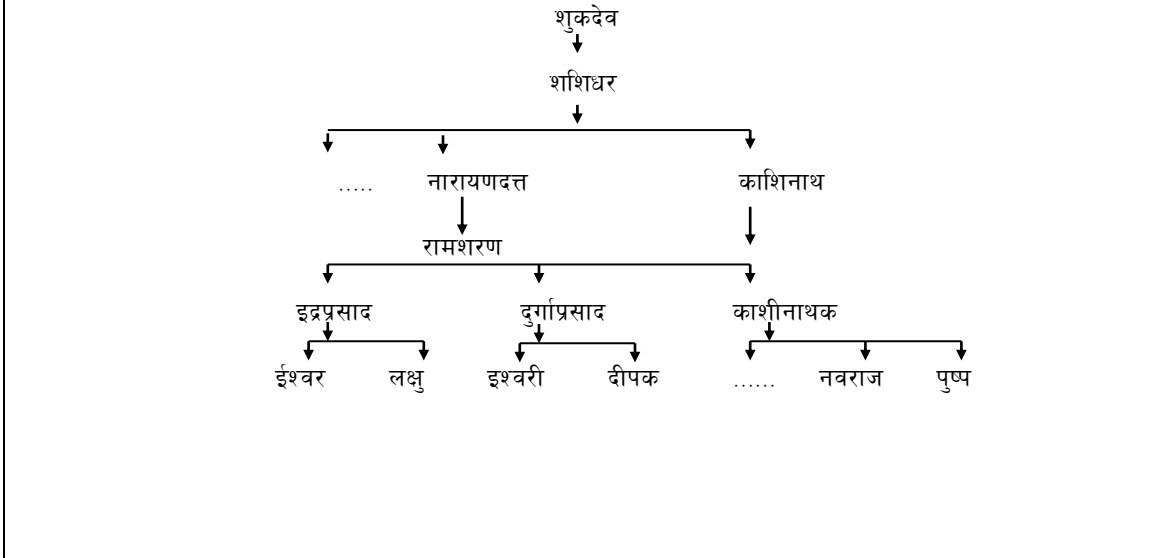 शुकदेव
शशिधर
..... नारायणदत्त काशिनाथ
रामशरण
इद्रप्रसाद दुर्गाप्रसाद काशीनाथक
ईश्वर लक्षु इश्वरी दीपक ...... नवराज पुष्प